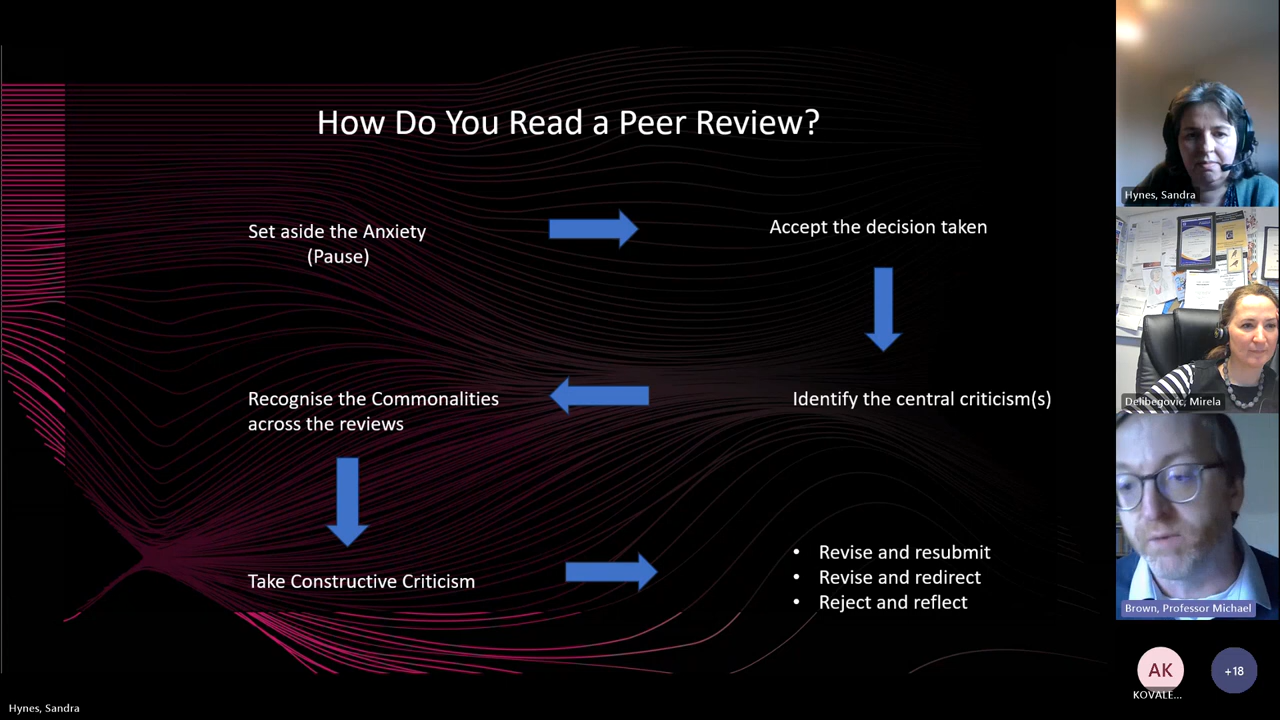 How Do You Read a Peer Review?
Set aside the Anxiety
(Pause)
Accept the decision taken
Identify the central criticism(s)
Recognise the Commonalities
across the reviews
Take Constructive Criticism
• Revise and resubmit
• Revise and redirect
• Reject and reflect
Hynes, Sandra
Delibegovic, Mirela
Brown, Professor Michael
AK
KOVALE...
+18
Hynes, Sandra